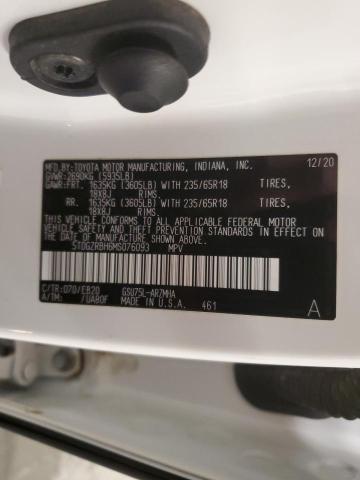 MFD.BY:TOYOTA MOTOR MANUFACTURING, INDIANA, INC. 12/20
GVWR: 2690KG (5935LB)
GAWR:FRT. 1635KG (3605LB) WITH 235/65R18 TIRES,
18X8J RIMS,
RR. 1635KG (3605LB) WITH 235/65R18 TIRES,
18X8J RIMS.
THIS VEHICLE CONFORMS TO ALL APPLICABLE FEDERAL MOTOR
VEHICLE SAFETY AND THEFT PREVENTION STANDARDS IN EFFECT
ON THE DATE OF MANUFACTURE SHOWN ABOVE.
5TDGZRBH6MS076093 MPV
C/TR:070/EB20 GSU75L-ARZMHA
A/TM: /UA80F MADE IN U.S.A. 461 A